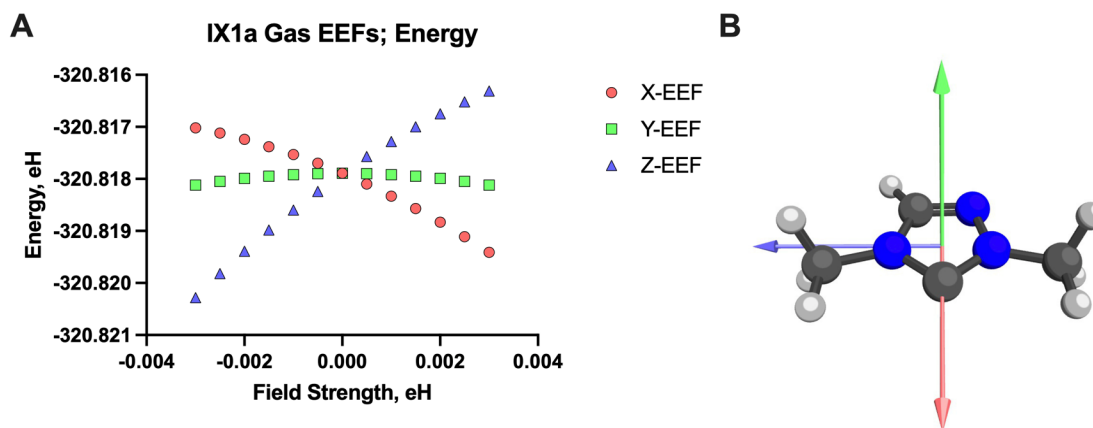 A
IX1a Gas EEFs; Energy
-320.816
-320.817
-320.818
-320.819
-320.820
-320.821
Energy, eH
-0.004
-0.002
0.000
0.002
0.004
Field Strength, eH
X-EEF
Y-EEF
Z-EEF
B